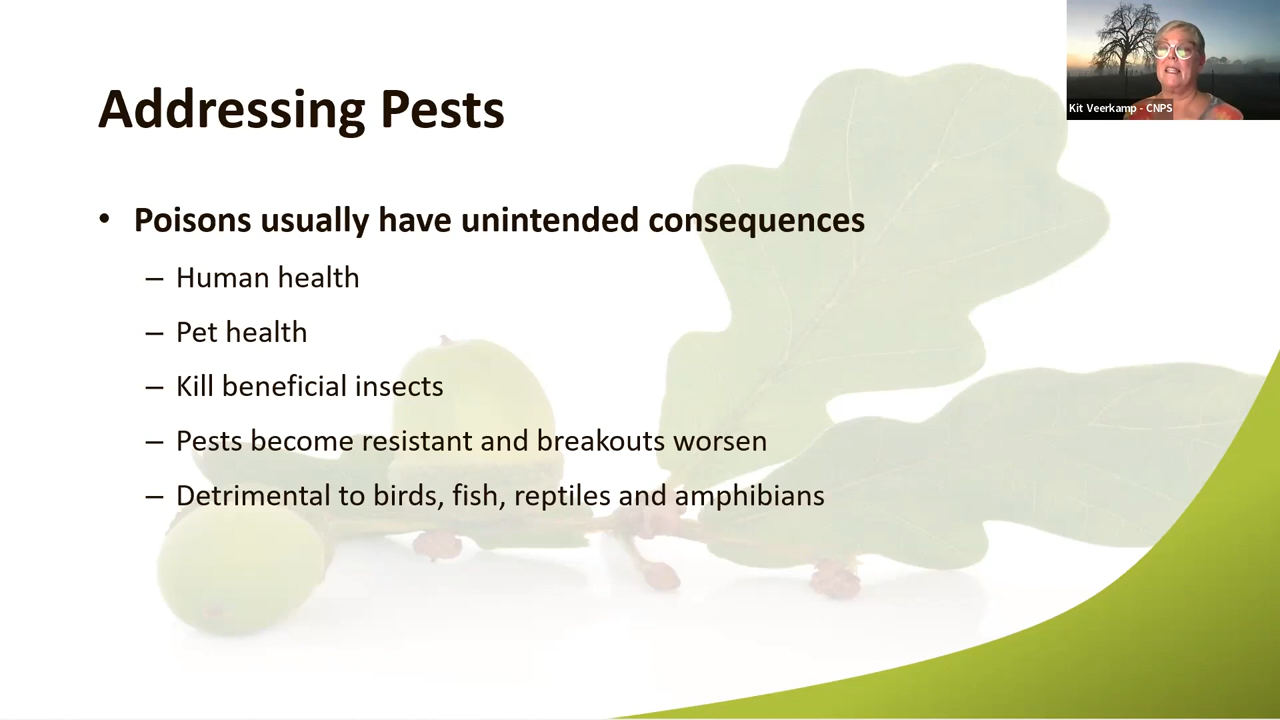 Addressing Pests
Kit Veerkamp - CNPS
• Poisons usually have unintended consequences
– Human health
– Pet health
– Kill beneficial insects
– Pests become resistant and breakouts worsen
– Detrimental to birds, fish, reptiles and amphibians